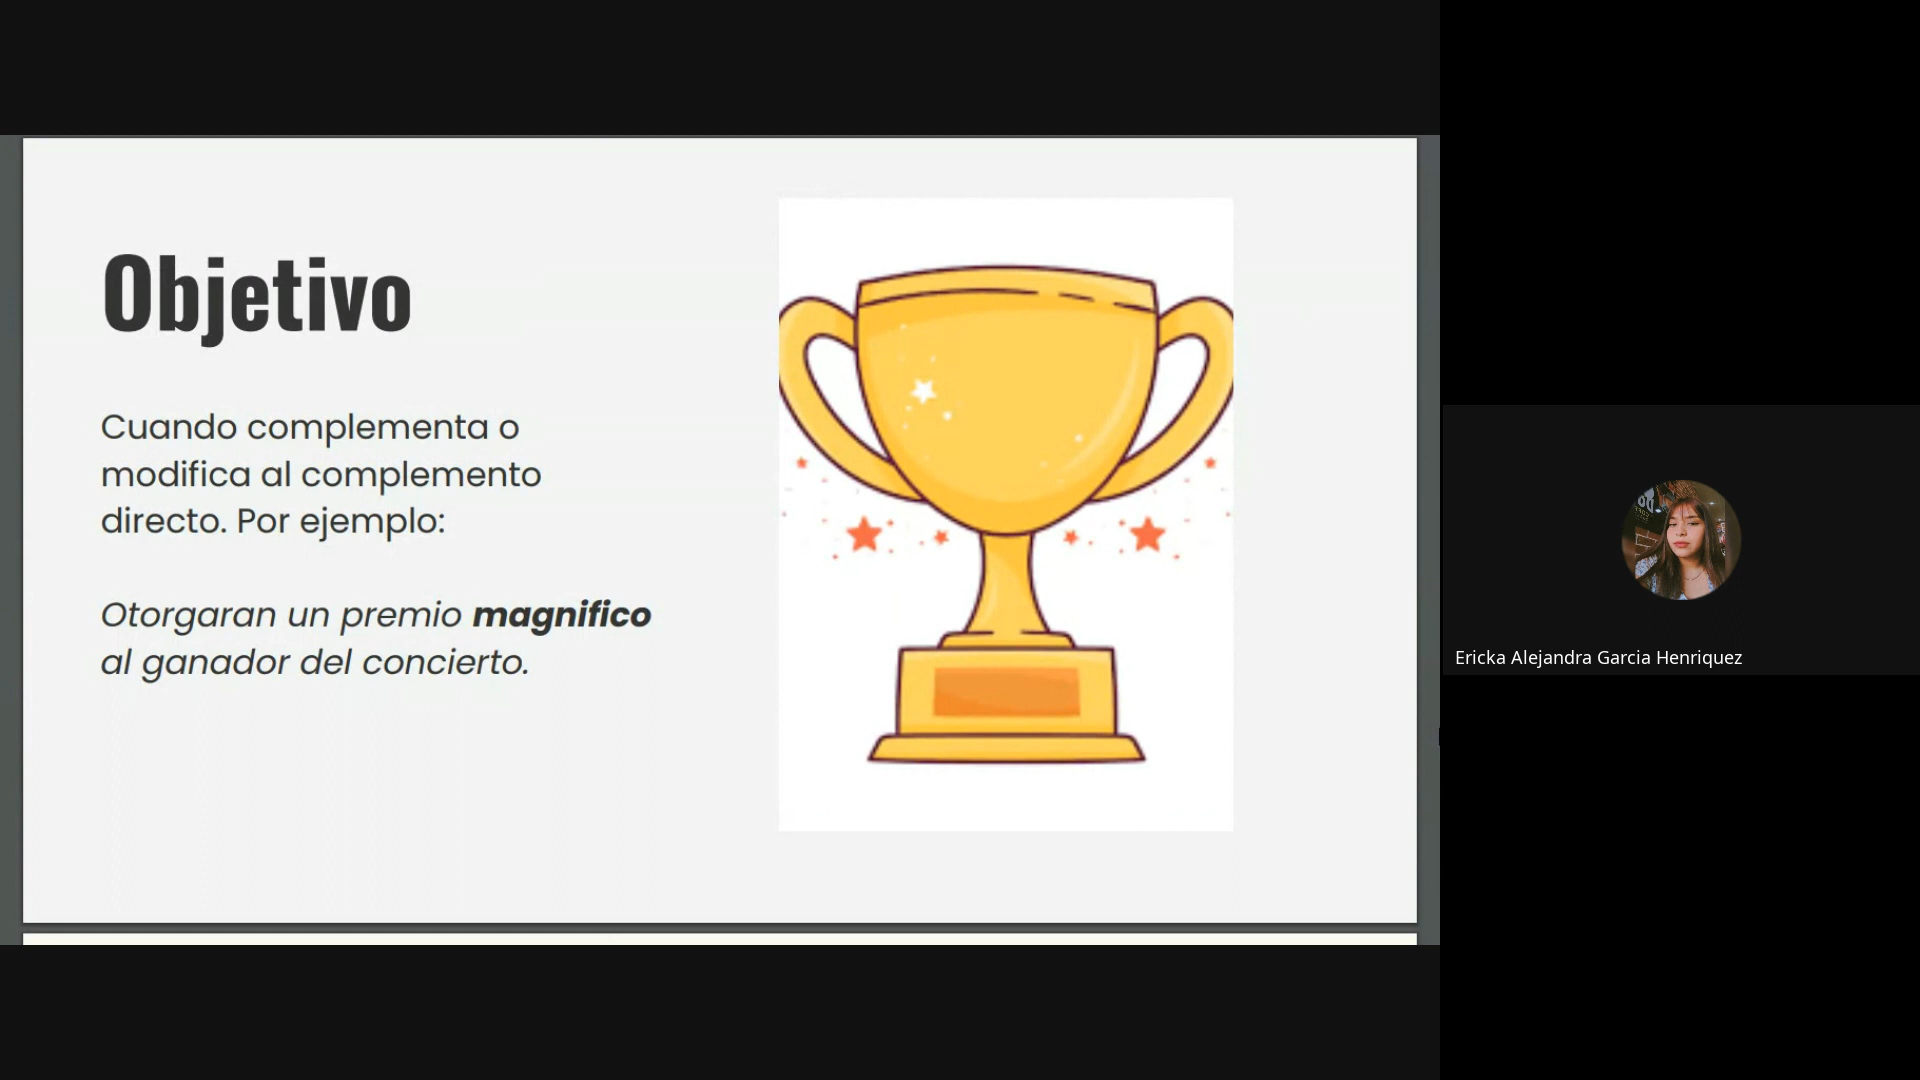 Objetivo
Cuando complementa o
modifica al complemento
directo. Por ejemplo:
Otorgaran un premio magnifico
al ganador del concierto.
Ericka Alejandra Garcia Henriquez